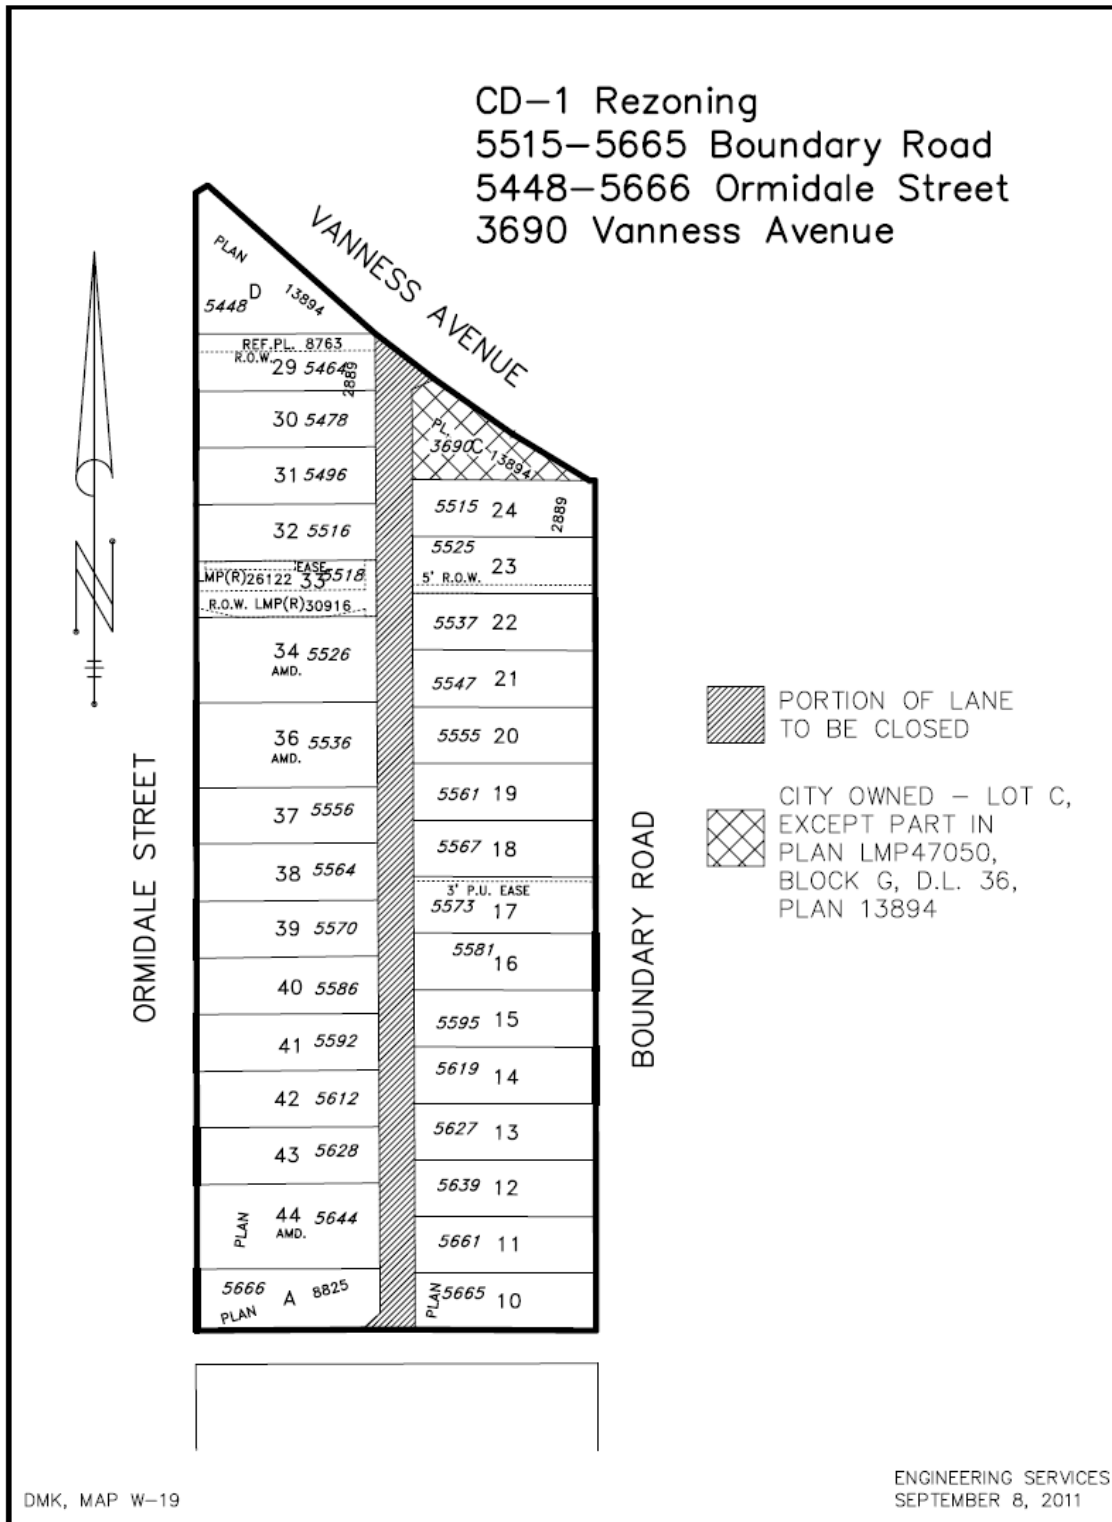 CD-1 Rezoning
5515-5665 Boundary Road
5448-5666 Ormidale Street
3690 Vanness Avenue
VANNESS AVENUE
PLAN
D
13894
5448
REF.PL. 8763
R.O.W.
29 5464
2889
30 5478
31 5496
32 5516
EASE
LMP(R)26122 33 5518
R.O.W. LMP(R)30916
34 5526
AMD.
36 5536
AMD.
37 5556
38 5564
39 5570
40 5586
41 5592
42 5612
43 5628
PLAN
44 5644
AMD.
5666 A 8825
PLAN
PL.
3690 C 13894
5515 24
2889
5525
23
5' R.O.W.
5537 22
5547 21
5555 20
5561 19
5567 18
3' P.U. EASE
5573 17
5581 16
5595 15
5619 14
5627 13
5639 12
5661 11
PLAN
5665 10
ORMIDALE STREET
BOUNDARY ROAD
N
PORTION OF LANE
TO BE CLOSED
CITY OWNED - LOT C,
EXCEPT PART IN
PLAN LMP47050,
BLOCK G, D.L. 36,
PLAN 13894
DMK, MAP W-19
ENGINEERING SERVICES
SEPTEMBER 8, 2011